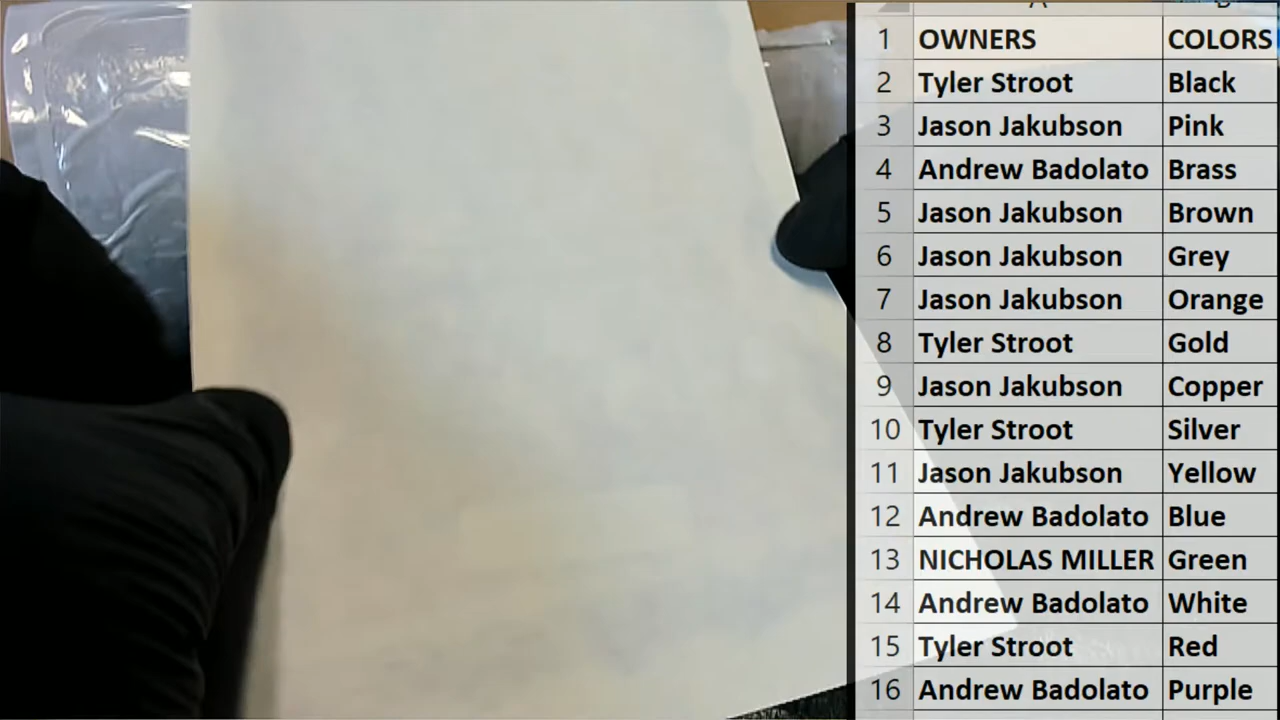 1 OWNERS COLORS
2 Tyler Stroot Black
3 Jason Jakubson Pink
4 Andrew Badolato Brass
5 Jason Jakubson Brown
6 Jason Jakubson Grey
7 Jason Jakubson Orange
8 Tyler Stroot Gold
9 Jason Jakubson Copper
10 Tyler Stroot Silver
11 Jason Jakubson Yellow
12 Andrew Badolato Blue
13 NICHOLAS MILLER Green
14 Andrew Badolato White
15 Tyler Stroot Red
16 Andrew Badolato Purple